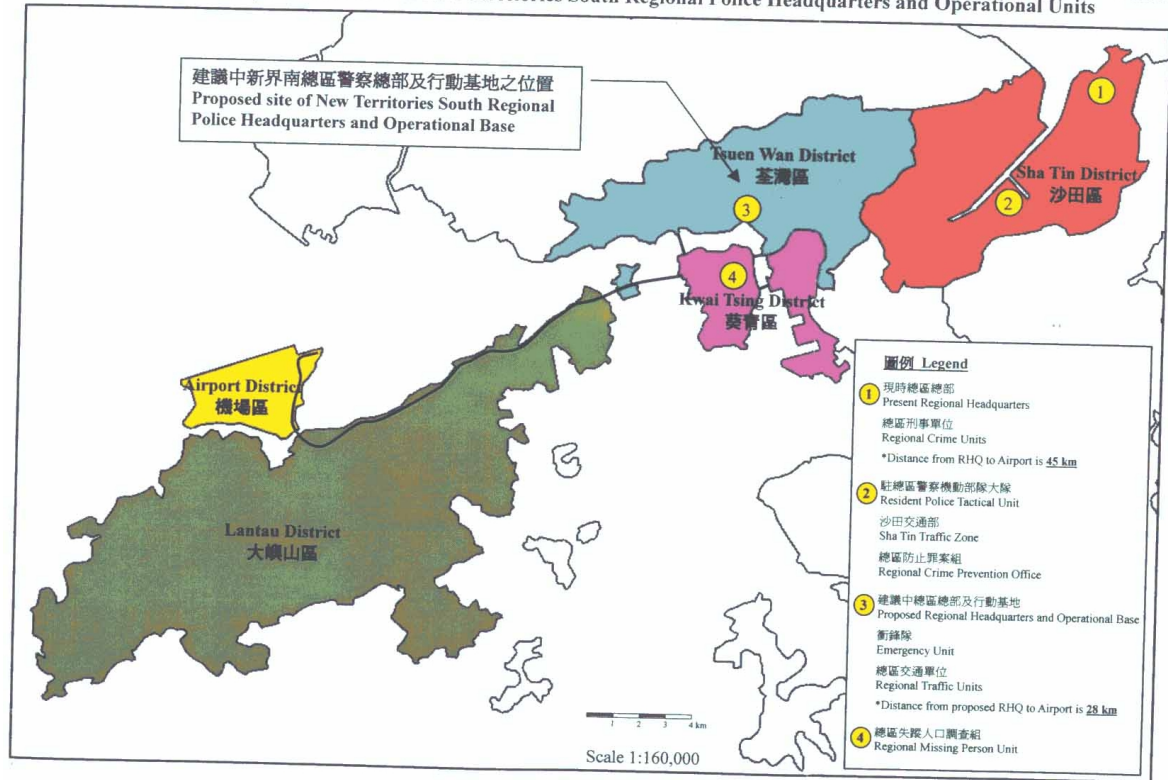 Territories South Regional Police Headquarters and Operational Units
建議中新界南總區警察總部及行動基地之位置
Proposed site of New Territories South Regional
Police Headquarters and Operational Base
1
Tsuen Wan District
荃灣區
Sha Tin District
沙田區
2
3
4
Kwai Tsing District
葵青區
Airport District
機場區
Lantau District
大嶼山區
圖例 Legend
1 現時總區總部
Present Regional Headquarters
總區刑事單位
Regional Crime Units
*Distance from RHQ to Airport is 45 km
2 駐總區警察機動部隊大隊
Resident Police Tactical Unit
沙田交通部
Sha Tin Traffic Zone
總區防止罪案組
Regional Crime Prevention Office
3 建議中總區總部及行動基地
Proposed Regional Headquarters and Operational Base
衝鋒隊
Emergency Unit
總區交通單位
Regional Traffic Units
*Distance from proposed RHQ to Airport is 28 km
4 總區失蹤人口調查組
Regional Missing Person Unit
1 2 3 4 km
Scale 1:160,000